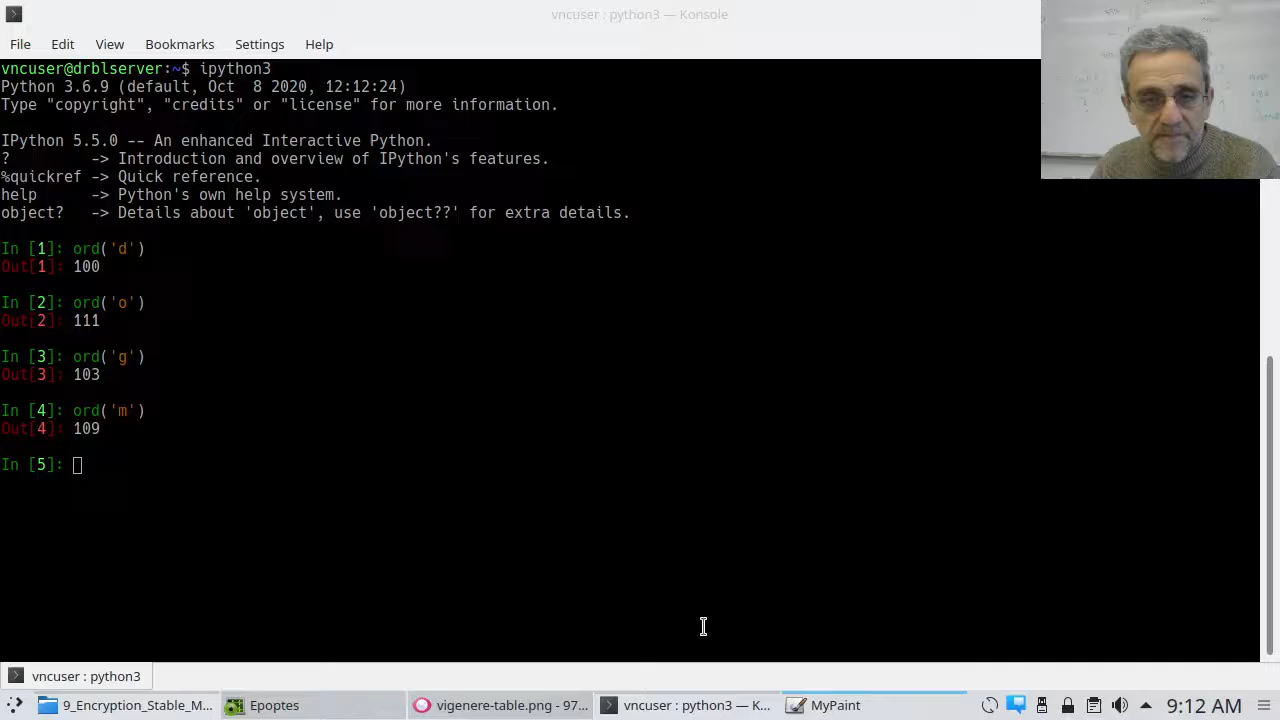 vncuser : python3 — Konsole
File Edit View Bookmarks Settings Help
vncuser@drblserver:~$ ipython3
Python 3.6.9 (default, Oct  8 2020, 12:12:24)
Type "copyright", "credits" or "license" for more information.
IPython 5.5.0 -- An enhanced Interactive Python.
?         -> Introduction and overview of IPython's features.
%quickref -> Quick reference.
help      -> Python's own help system.
object?   -> Details about 'object', use 'object??' for extra details.
In [1]: ord('d')
Out[1]: 100
In [2]: ord('o')
Out[2]: 111
In [3]: ord('g')
Out[3]: 103
In [4]: ord('m')
Out[4]: 109
In [5]:
vncuser : python3
9_Encryption_Stable_M... Epoptes vigenere-table.png - 97... vncuser : python3 — K... MyPaint 9:12 AM